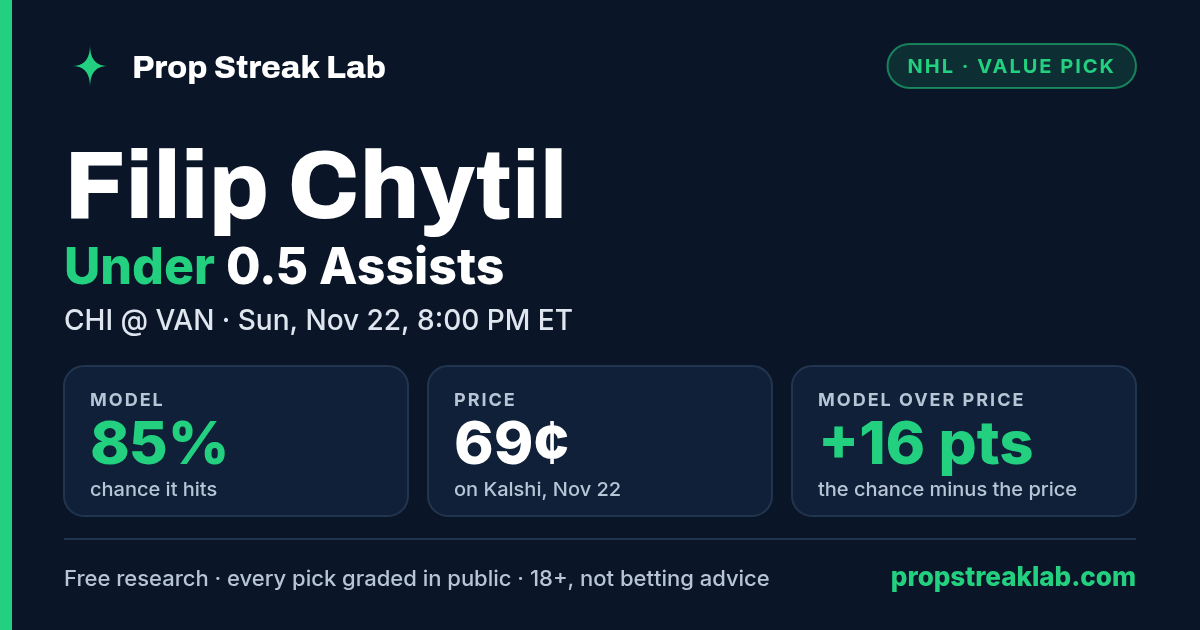 Prop Streak Lab
NHL · VALUE PICK
Filip Chytil
Under 0.5 Assists
CHI @ VAN · Sun, Nov 22, 8:00 PM ET
MODEL
85%
chance it hits
PRICE
69¢
on Kalshi, Nov 22
MODEL OVER PRICE
+16 pts
the chance minus the price
Free research · every pick graded in public · 18+, not betting advice
propstreaklab.com